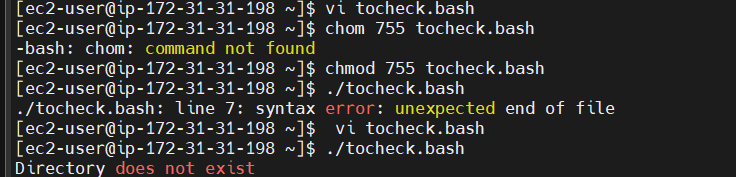 [ec2-user@ip-172-31-31-198 ~]$ vi tocheck.bash
[ec2-user@ip-172-31-31-198 ~]$ chom 755 tocheck.bash
-bash: chom: command not found
[ec2-user@ip-172-31-31-198 ~]$ chmod 755 tocheck.bash
[ec2-user@ip-172-31-31-198 ~]$ ./tocheck.bash
./tocheck.bash: line 7: syntax error: unexpected end of file
[ec2-user@ip-172-31-31-198 ~]$  vi tocheck.bash
[ec2-user@ip-172-31-31-198 ~]$ ./tocheck.bash
Directory does not exist